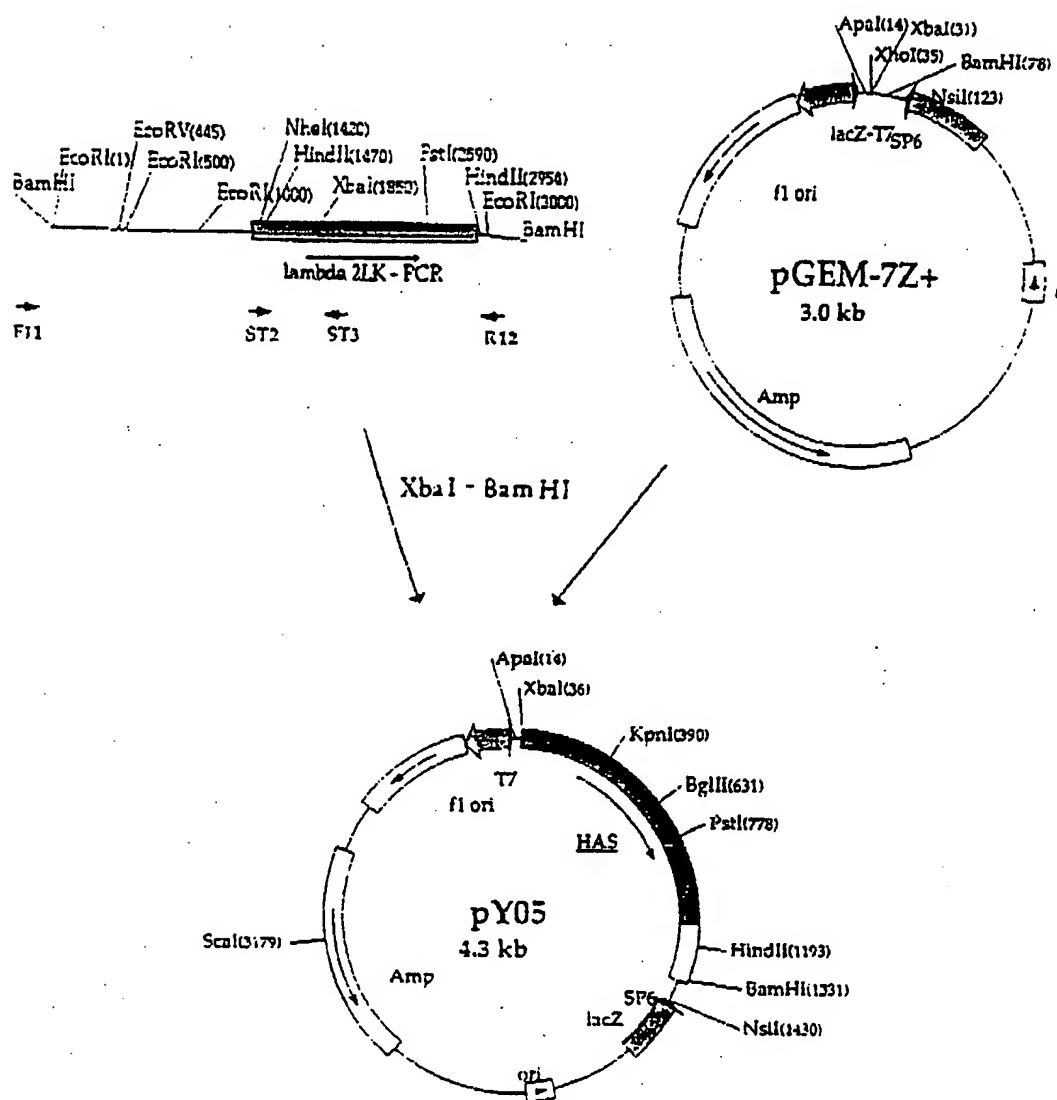 BamHI
EcoRI(1)
EcoRV(445)
EcoRI(500)
EcoRI(1000)
NheI(1420)
HindII(1470)
XbaI(1850)
PstI(2590)
HindII(2954)
EcoRI(3000)
BamHI
lambda 2LK - PCR
ST2
ST3
R12
ApaI(14)
XbaI(31)
XhoI(35)
BamHI(78)
NsiI(123)
lacZ-T7
SP6
f1 ori
pGEM-7Z+
3.0 kb
Amp
XbaI - BamHI
ApaI(14)
XbaI(36)
KpnI(390)
BglII(631)
PstI(778)
T7
f1 ori
HAS
pY05
4.3 kb
ScaI(3179)
Amp
HindII(1193)
BamHI(1331)
SP6
lacZ
NsiI(1430)
ori